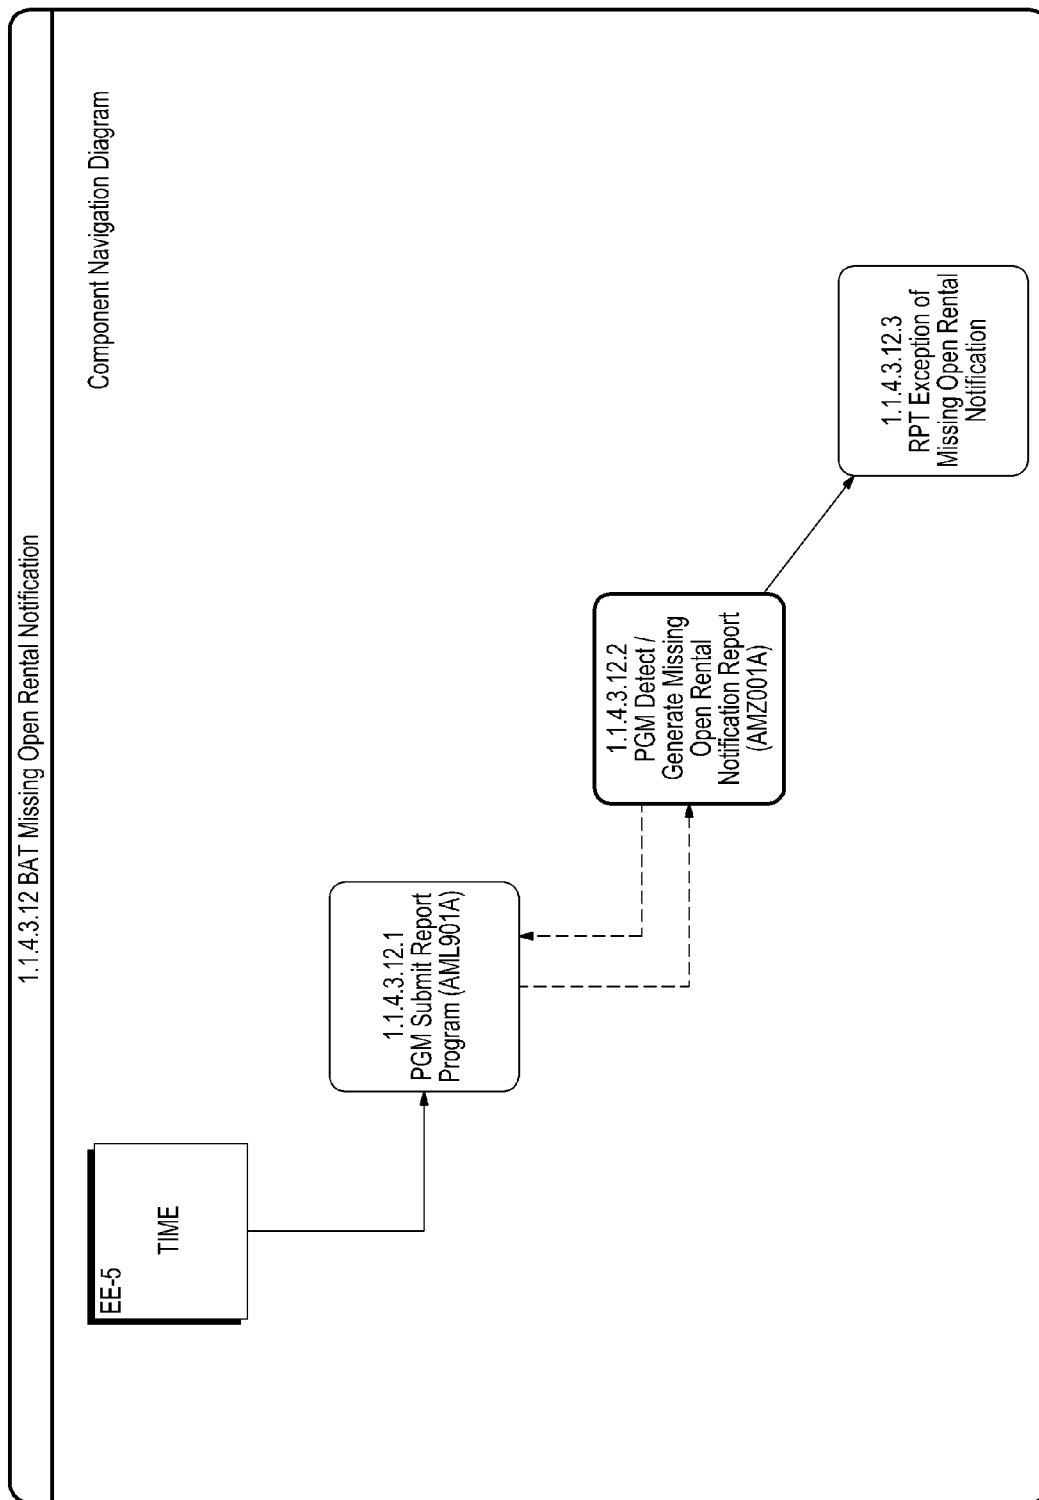 1.1.4.3.12 BAT Missing Open Rental Notification
Component Navigation Diagram
EE-5
TIME
1.1.4.3.12.1
PGM Submit Report
Program (AML901A)
1.1.4.3.12.2
PGM Detect /
Generate Missing
Open Rental
Notification Report
(AMZ001A)
1.1.4.3.12.3
RPT Exception of
Missing Open Rental
Notification